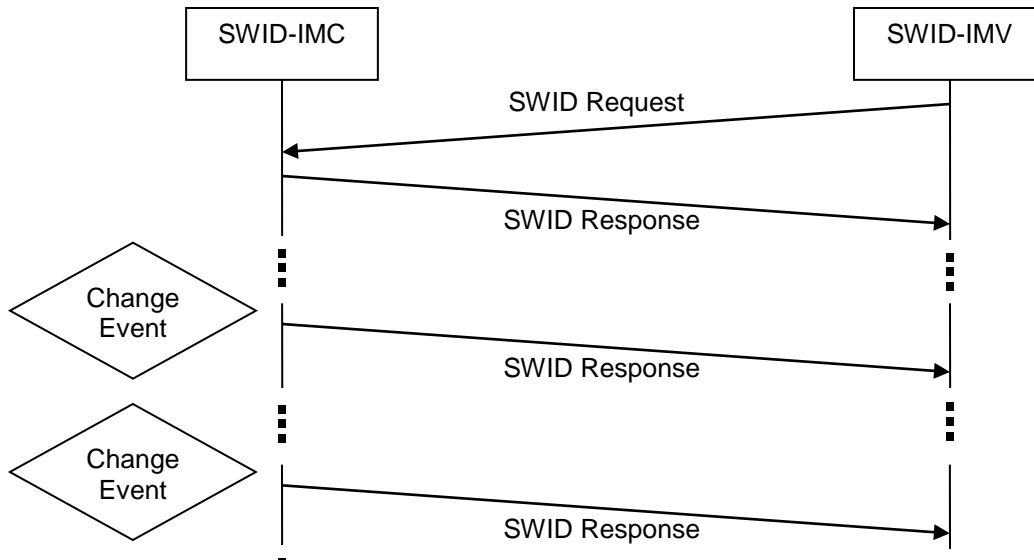 SWID-IMC
SWID-IMV
SWID Request
SWID Response
Change
Event
SWID Response
Change
Event
SWID Response